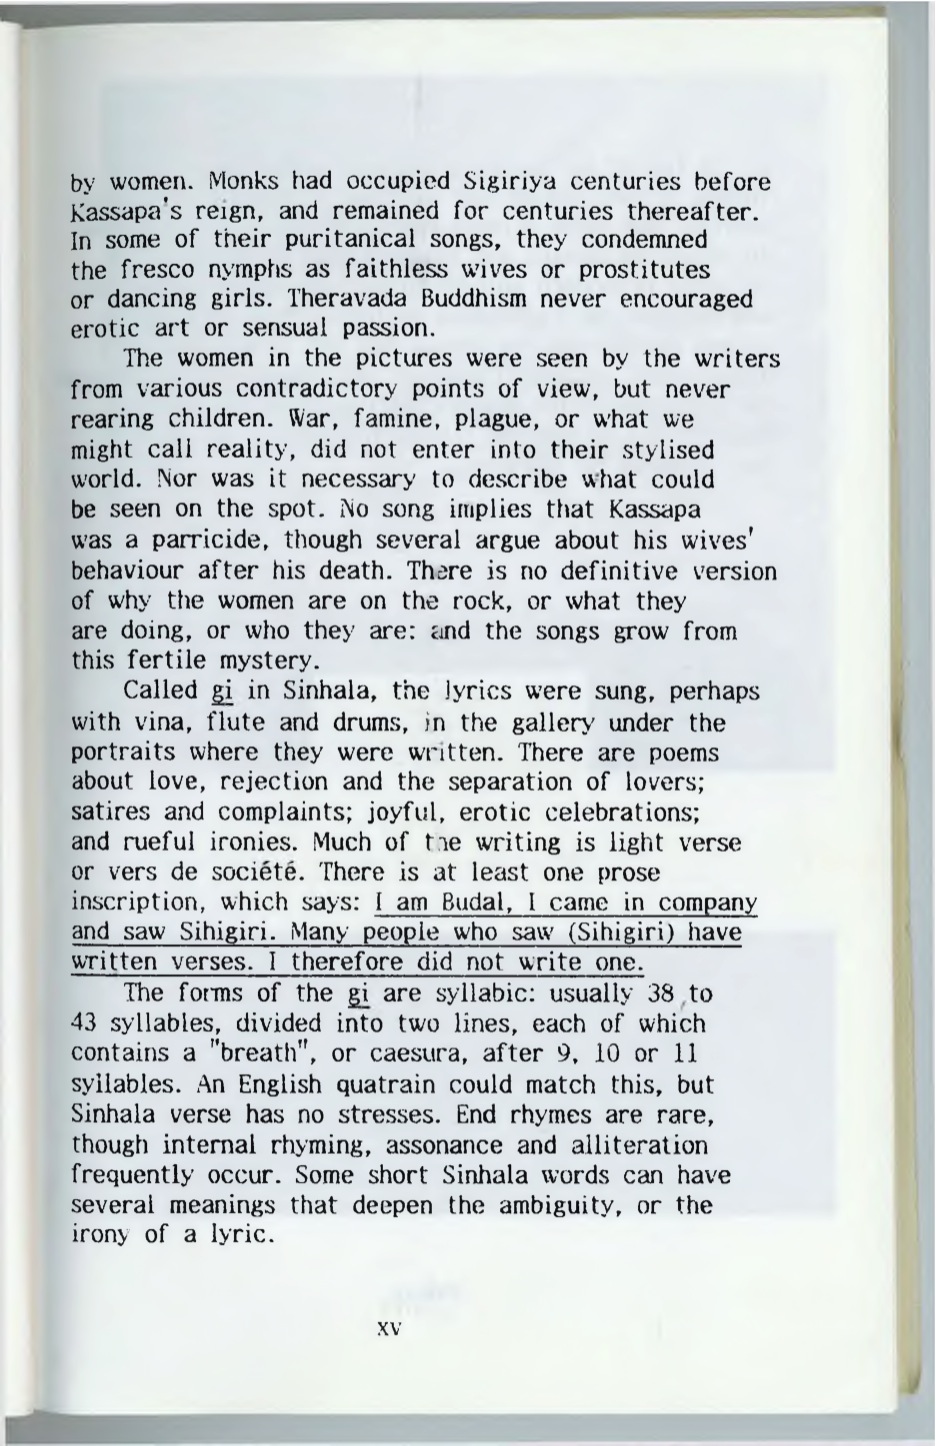 by women. Monks had occupied Sigiriya centuries before
Kassapa's reign, and remained for centuries thereafter.
In some of their puritanical songs, they condemned
the fresco nymphs as faithless wives or prostitutes
or dancing girls. Theravada Buddhism never encouraged
erotic art or sensual passion.
The women in the pictures were seen by the writers
from various contradictory points of view, but never
rearing children. War, famine, plague, or what we
might call reality, did not enter into their stylised
world. Nor was it necessary to describe what could
be seen on the spot. No song implies that Kassapa
was a parricide, though several argue about his wives'
behaviour after his death. There is no definitive version
of why the women are on the rock, or what they
are doing, or who they are: and the songs grow from
this fertile mystery.
Called gi in Sinhala, the lyrics were sung, perhaps
with vina, flute and drums, in the gallery under the
portraits where they were written. There are poems
about love, rejection and the separation of lovers;
satires and complaints; joyful, erotic celebrations;
and rueful ironies. Much of the writing is light verse
or vers de société. There is at least one prose
inscription, which says: I am Budal, I came in company
and saw Sihigiri. Many people who saw (Sihigiri) have
written verses. I therefore did not write one.
The forms of the gi are syllabic: usually 38 to
43 syllables, divided into two lines, each of which
contains a "breath", or caesura, after 9, 10 or 11
syllables. An English quatrain could match this, but
Sinhala verse has no stresses. End rhymes are rare,
though internal rhyming, assonance and alliteration
frequently occur. Some short Sinhala words can have
several meanings that deepen the ambiguity, or the
irony of a lyric.
xv